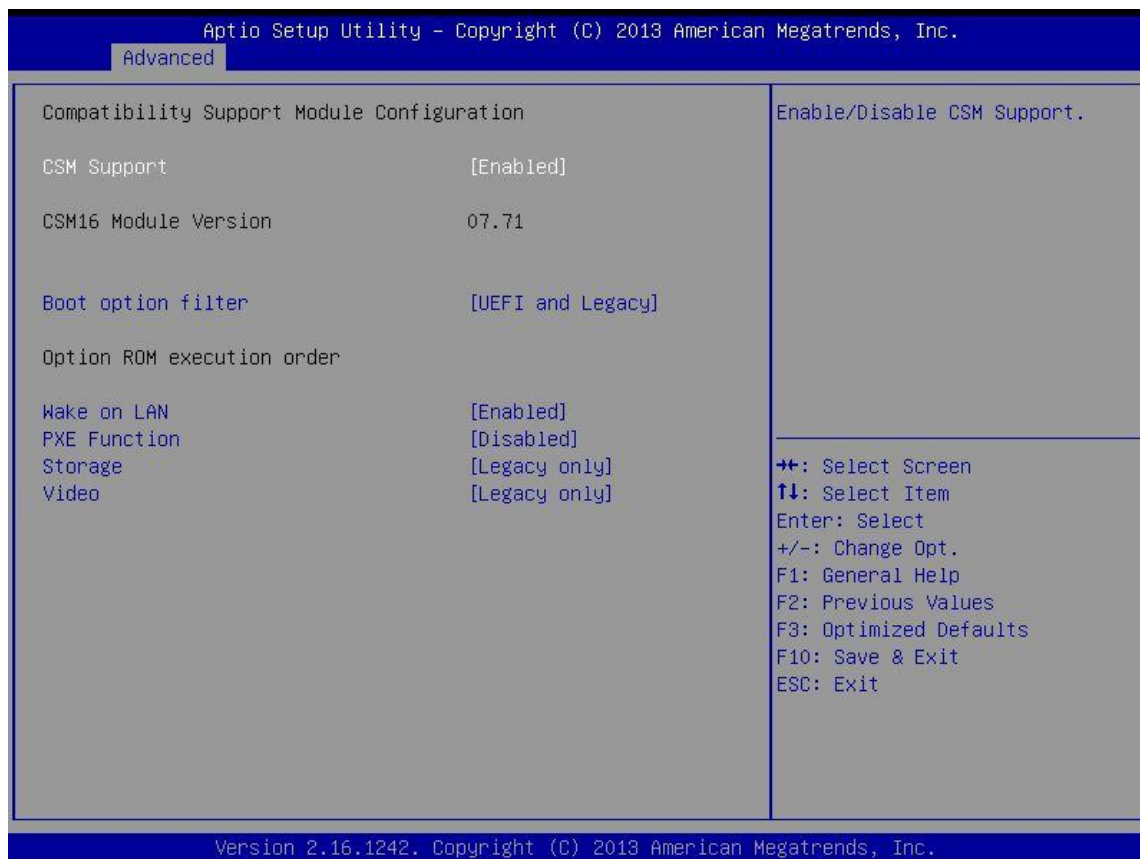 Aptio Setup Utility – Copyright (C) 2013 American Megatrends, Inc.
Advanced
Compatibility Support Module Configuration
CSM Support [Enabled]
CSM16 Module Version 07.71
Boot option filter [UEFI and Legacy]
Option ROM execution order
Wake on LAN [Enabled]
PXE Function [Disabled]
Storage [Legacy only]
Video [Legacy only]
Enable/Disable CSM Support.
→←: Select Screen
↑↓: Select Item
Enter: Select
+/-: Change Opt.
F1: General Help
F2: Previous Values
F3: Optimized Defaults
F10: Save & Exit
ESC: Exit
Version 2.16.1242. Copyright (C) 2013 American Megatrends, Inc.